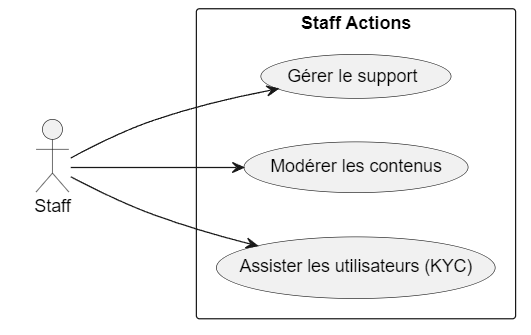 Staff Actions
Gérer le support
Modérer les contenus
Staff
Assister les utilisateurs (KYC)